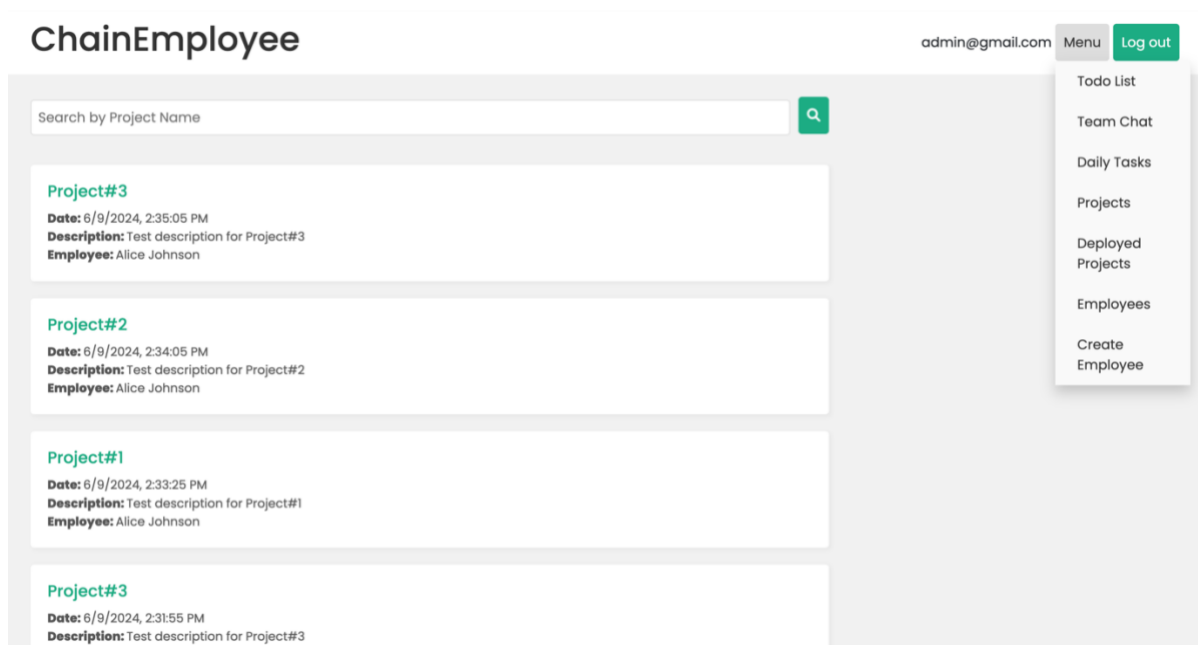 ChainEmployee
admin@gmail.com Menu Log out
Todo List
Team Chat
Daily Tasks
Projects
Deployed
Projects
Employees
Create
Employee
Search by Project Name
Project#3
Date: 6/9/2024, 2:35:05 PM
Description: Test description for Project#3
Employee: Alice Johnson
Project#2
Date: 6/9/2024, 2:34:05 PM
Description: Test description for Project#2
Employee: Alice Johnson
Project#1
Date: 6/9/2024, 2:33:25 PM
Description: Test description for Project#1
Employee: Alice Johnson
Project#3
Date: 6/9/2024, 2:31:55 PM
Description: Test description for Project#3